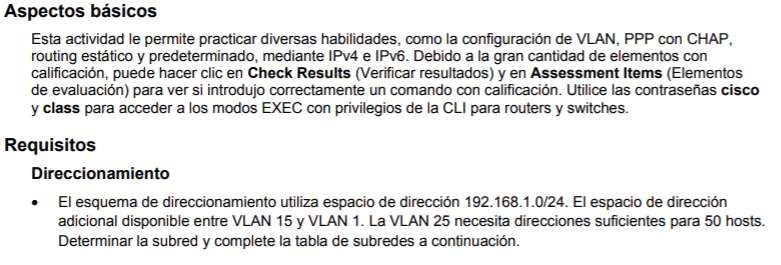 Aspectos básicos
Esta actividad le permite practicar diversas habilidades, como la configuración de VLAN, PPP con CHAP,
routing estático y predeterminado, mediante IPv4 e IPv6. Debido a la gran cantidad de elementos con
calificación, puede hacer clic en Check Results (Verificar resultados) y en Assessment Items (Elementos
de evaluación) para ver si introdujo correctamente un comando con calificación. Utilice las contraseñas cisco
y class para acceder a los modos EXEC con privilegios de la CLI para routers y switches.
Requisitos
Direccionamiento
• El esquema de direccionamiento utiliza espacio de dirección 192.168.1.0/24. El espacio de dirección
adicional disponible entre VLAN 15 y VLAN 1. La VLAN 25 necesita direcciones suficientes para 50 hosts.
Determinar la subred y complete la tabla de subredes a continuación.